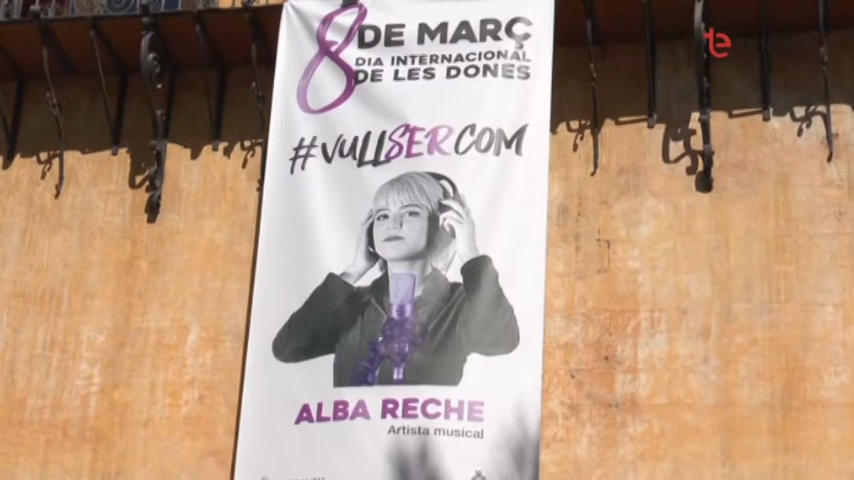 8 DE MARÇ
DIA INTERNACIONAL
DE LES DONES
#VULLSERCOM
ALBA RECHE
Artista musical